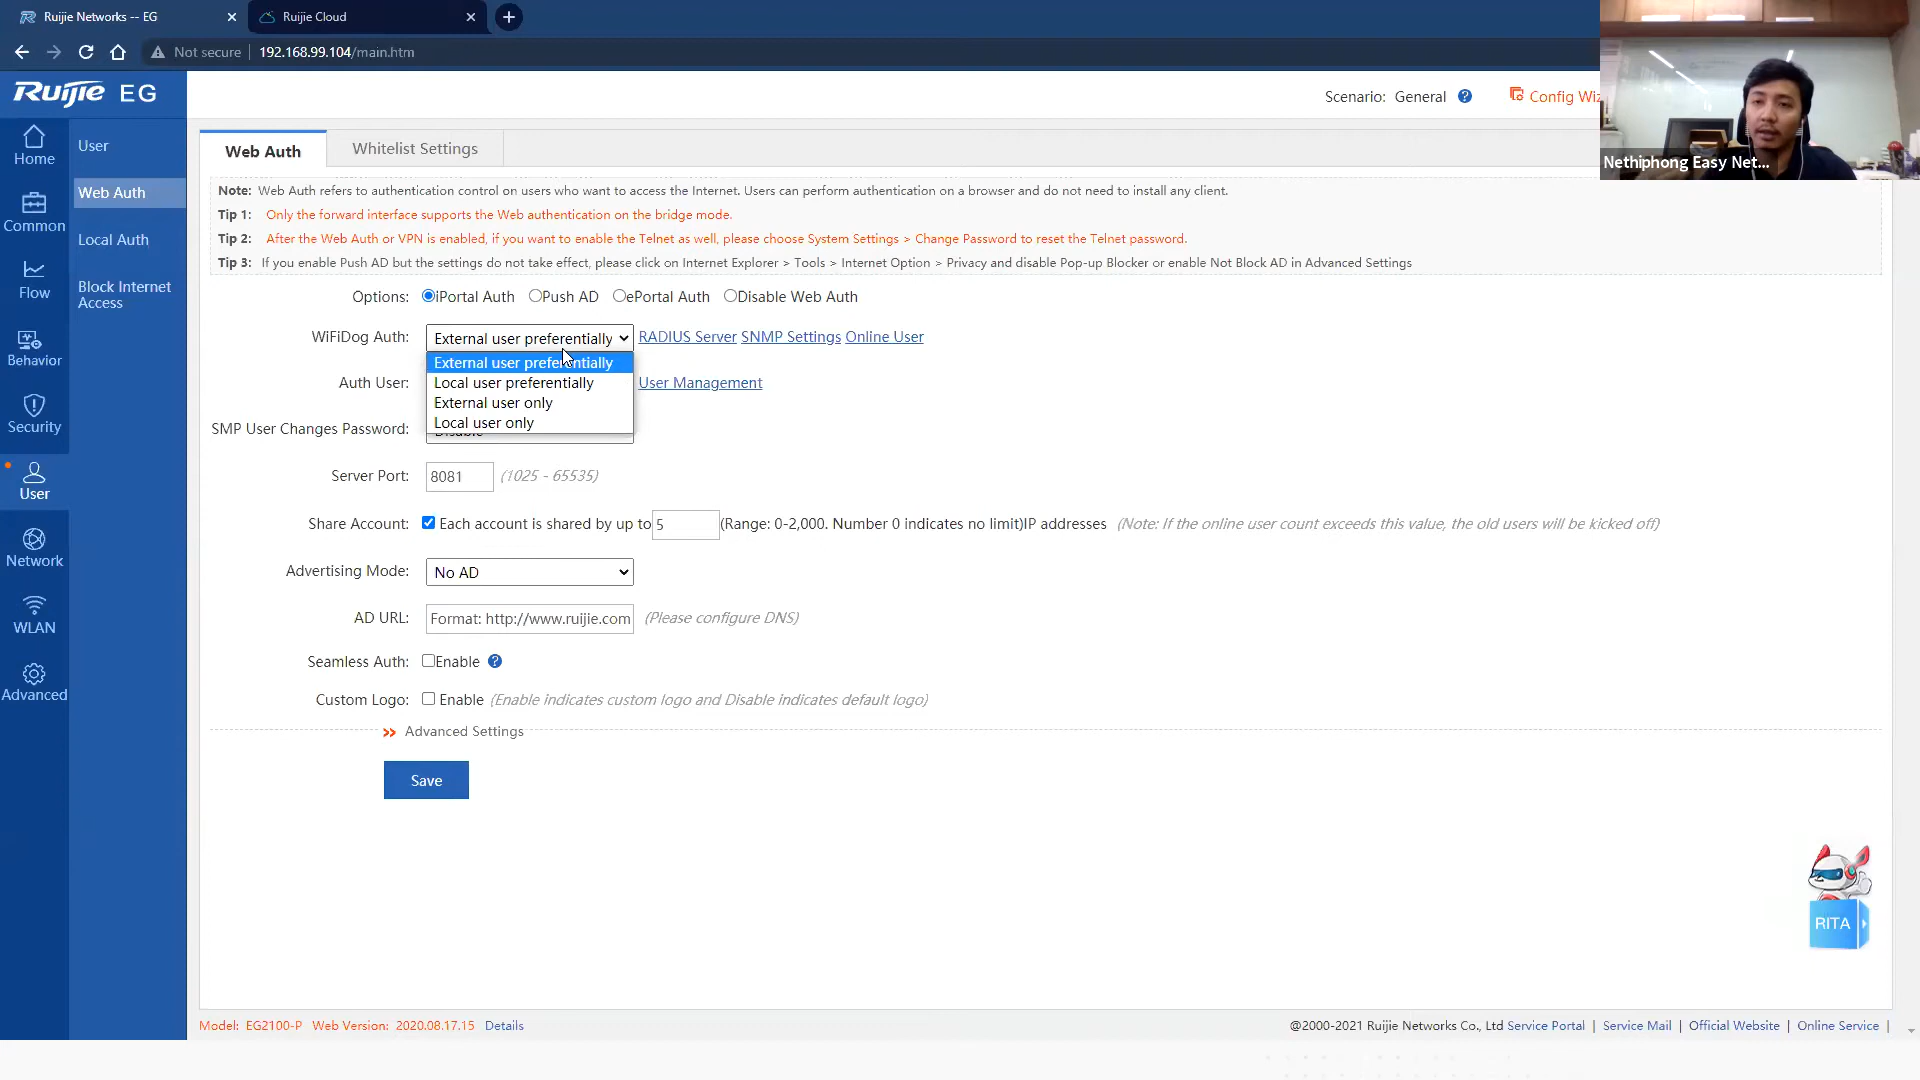 Ruijie Networks -- EG
Ruijie Cloud
Not secure
192.168.99.104/main.htm
Ruijie EG
Scenario: General
Config Wiz
Nethiphong Easy Net...
Home
Common
Flow
Behavior
Security
User
Network
WLAN
Advanced
User
Web Auth
Local Auth
Block Internet
Access
Web Auth
Whitelist Settings
Note: Web Auth refers to authentication control on users who want to access the Internet. Users can perform authentication on a browser and do not need to install any client.
Tip 1: Only the forward interface supports the Web authentication on the bridge mode.
Tip 2: After the Web Auth or VPN is enabled, if you want to enable the Telnet as well, please choose System Settings > Change Password to reset the Telnet password.
Tip 3: If you enable Push AD but the settings do not take effect, please click on Internet Explorer > Tools > Internet Option > Privacy and disable Pop-up Blocker or enable Not Block AD in Advanced Settings
Options: iPortal Auth Push AD ePortal Auth Disable Web Auth
WiFiDog Auth: External user preferentially RADIUS Server SNMP Settings Online User
External user preferentially
Auth User: Local user preferentially User Management
External user only
Local user only
SMP User Changes Password:
Server Port: 8081 (1025 - 65535)
Share Account: Each account is shared by up to 5 (Range: 0-2,000. Number 0 indicates no limit)IP addresses (Note: If the online user count exceeds this value, the old users will be kicked off)
Advertising Mode: No AD
AD URL: Format: http://www.ruijie.com (Please configure DNS)
Seamless Auth: Enable
Custom Logo: Enable (Enable indicates custom logo and Disable indicates default logo)
Advanced Settings
Save
RITA
Model: EG2100-P Web Version: 2020.08.17.15 Details
@2000-2021 Ruijie Networks Co., Ltd Service Portal | Service Mail | Official Website | Online Service |